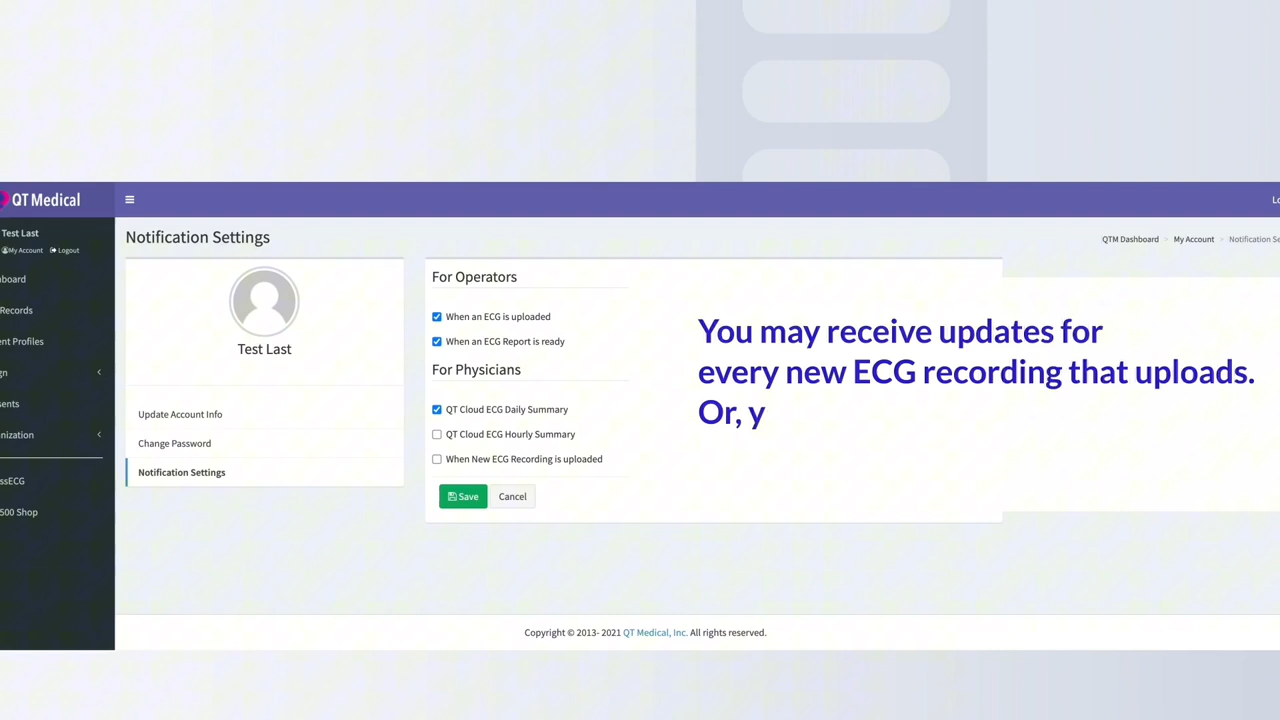 QT Medical
Lo
Test Last
My Account Logout
Notification Settings
QTM Dashboard > My Account > Notification Se
board
Records
ent Profiles
gn
sents
nization
ssECG
500 Shop
Test Last
Update Account Info
Change Password
Notification Settings
For Operators
When an ECG is uploaded
When an ECG Report is ready
For Physicians
QT Cloud ECG Daily Summary
QT Cloud ECG Hourly Summary
When New ECG Recording is uploaded
Save Cancel
You may receive updates for
every new ECG recording that uploads.
Or, y
Copyright © 2013- 2021 QT Medical, Inc. All rights reserved.